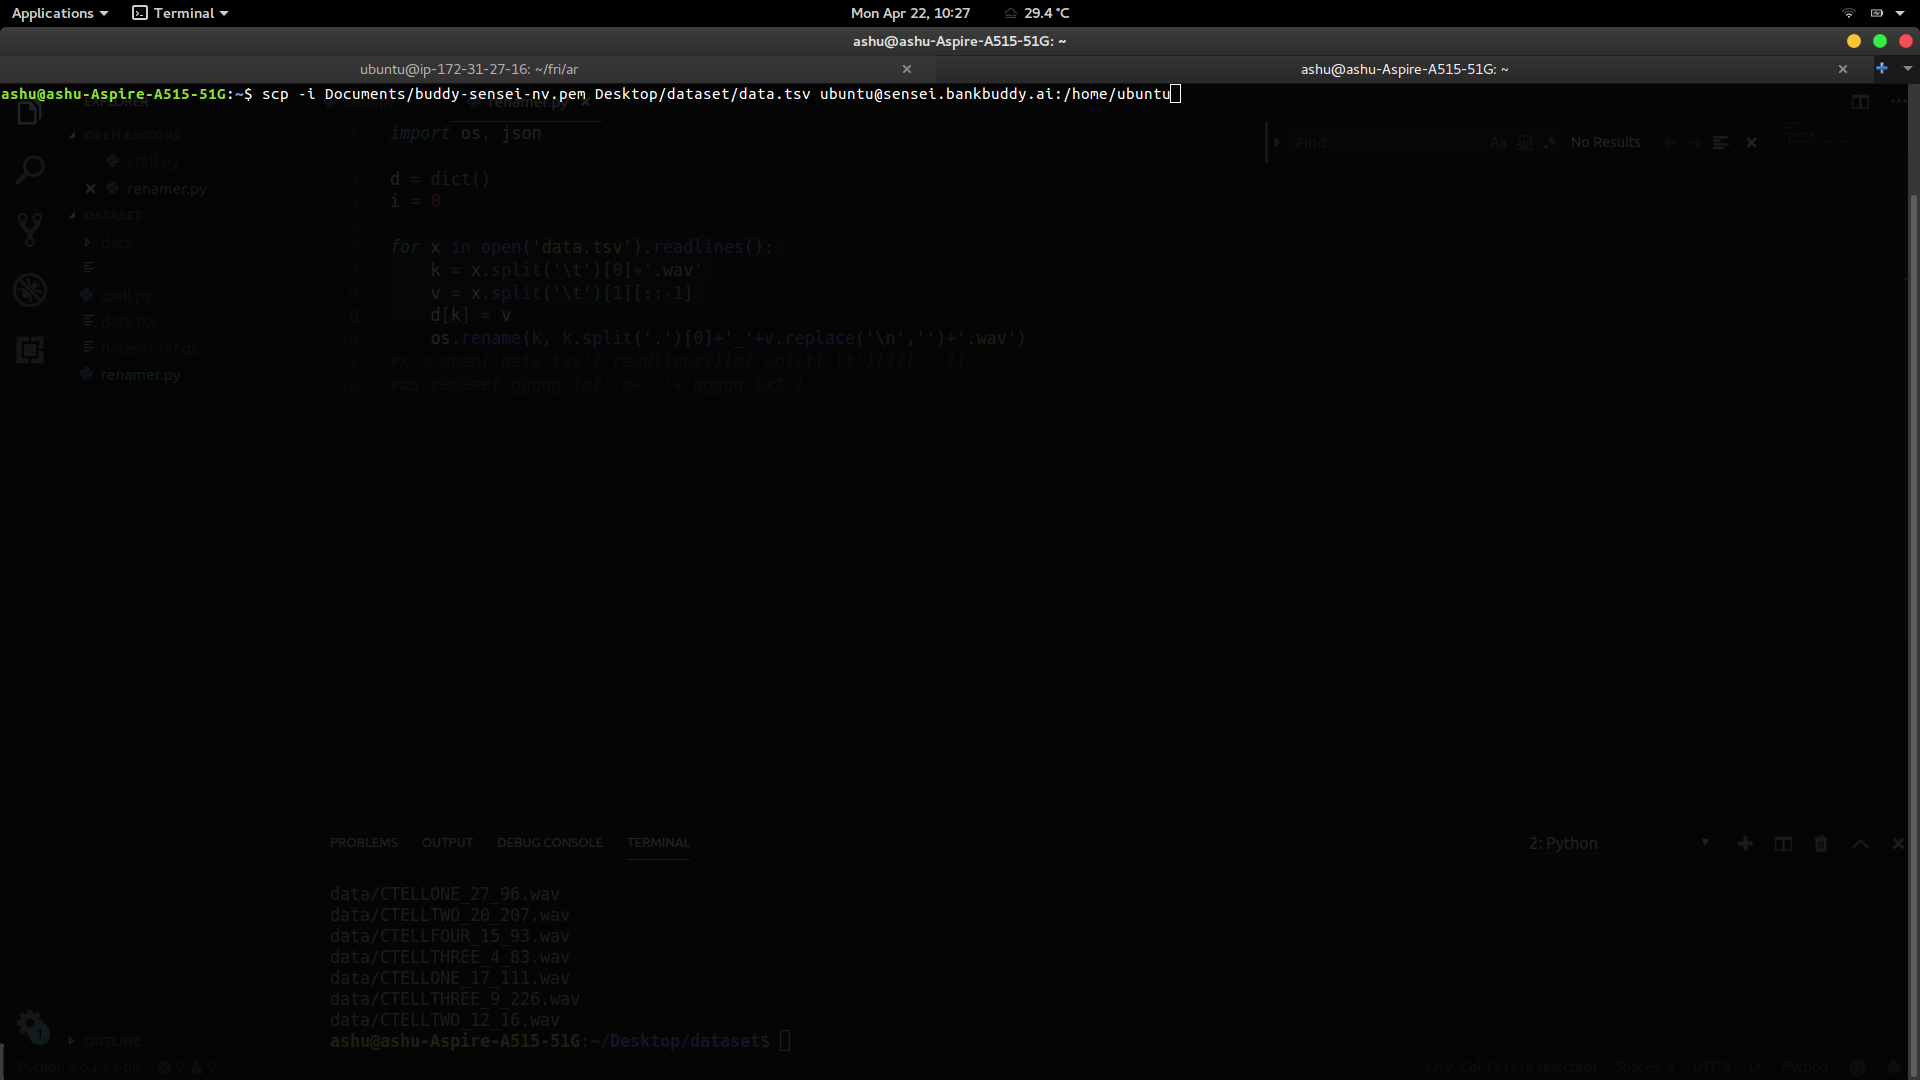 Applications Terminal Mon Apr 22, 10:27 29.4 °C
ashu@ashu-Aspire-A515-51G: ~
ubuntu@ip-172-31-27-16: ~/fri/ar ashu@ashu-Aspire-A515-51G: ~
ashu@ashu-Aspire-A515-51G:~$ scp -i Documents/buddy-sensei-nv.pem Desktop/dataset/data.tsv ubuntu@sensei.bankbuddy.ai:/home/ubuntu
EXPLORER
renamer.py
OPEN EDITORS
ctell.py
renamer.py
DATASET
daca
ctell.py
data.tsv
dataset.tar.gz
renamer.py
1 import os, json
2
3 d = dict()
4 i = 0
5
6 for x in open('data.tsv').readlines():
7 k = x.split('\t')[0]+'.wav'
8 v = x.split('\t')[1][::-1]
9 d[k] = v
10 os.rename(k, k.split('.')[0]+'_'+v.replace('\n','')+'.wav')
11 #x = open('data.tsv').readlines()[0].split('\t')[1][::-1]
12 #os.rename('ggggg.txt',x+'_'+'ggggg.txt')
Find Aa Abl .* No Results
PROBLEMS OUTPUT DEBUG CONSOLE TERMINAL 2: Python
data/CTELLONE_27_96.wav
data/CTELLTWO_20_207.wav
data/CTELLFOUR_15_93.wav
data/CTELLTHREE_4_83.wav
data/CTELLONE_17_111.wav
data/CTELLTHREE_9_226.wav
data/CTELLTWO_12_16.wav
ashu@ashu-Aspire-A515-51G:~/Desktop/dataset$
1
OUTLINE
Python 3.6.7 64-bit 0 0 Ln 9, Col 13 (114 selected) Spaces: 4 UTF-8 LF Python